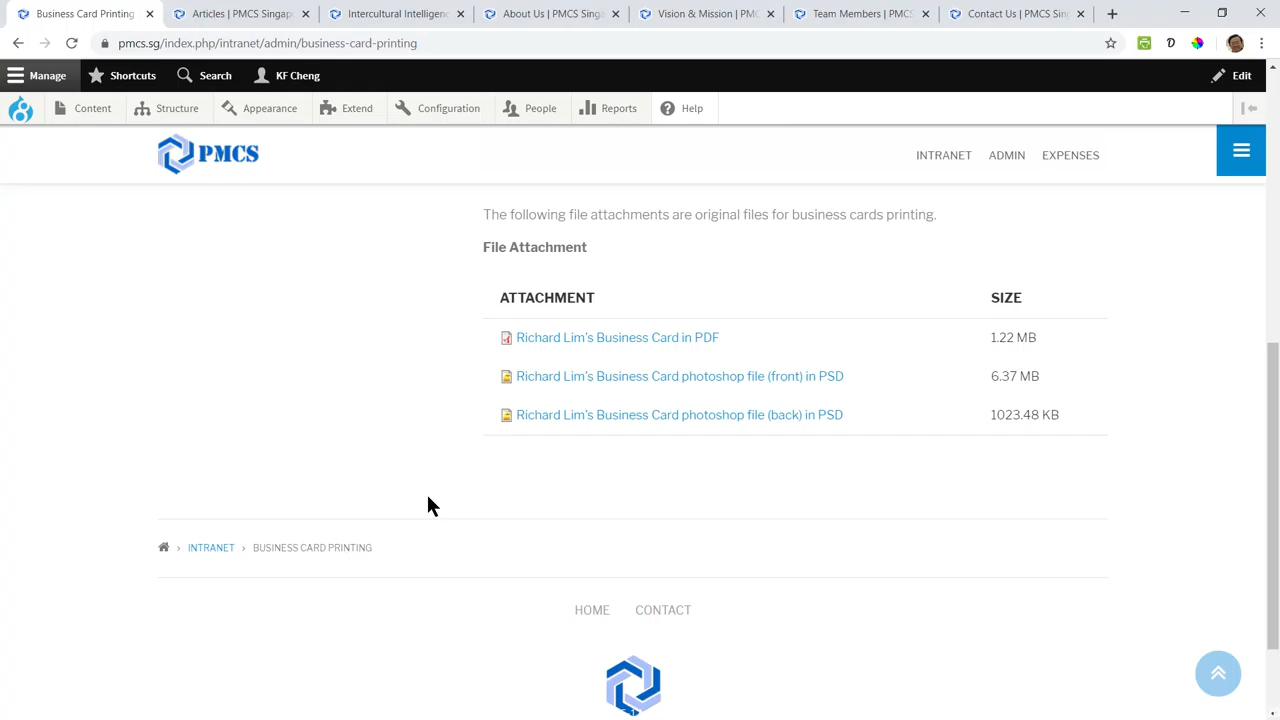 Business Card Printing
Articles | PMCS Singap
Intercultural Intelligenc
About Us | PMCS Singa
Vision & Mission | PMC
Team Members | PMCS
Contact Us | PMCS Sing
pmcs.sg/index.php/intranet/admin/business-card-printing
Manage
Shortcuts
Search
KF Cheng
Edit
Content
Structure
Appearance
Extend
Configuration
People
Reports
Help
PMCS
INTRANET
ADMIN
EXPENSES
The following file attachments are original files for business cards printing.
File Attachment
ATTACHMENT SIZE
Richard Lim's Business Card in PDF 1.22 MB
Richard Lim's Business Card photoshop file (front) in PSD 6.37 MB
Richard Lim's Business Card photoshop file (back) in PSD 1023.48 KB
› INTRANET › BUSINESS CARD PRINTING
HOME CONTACT